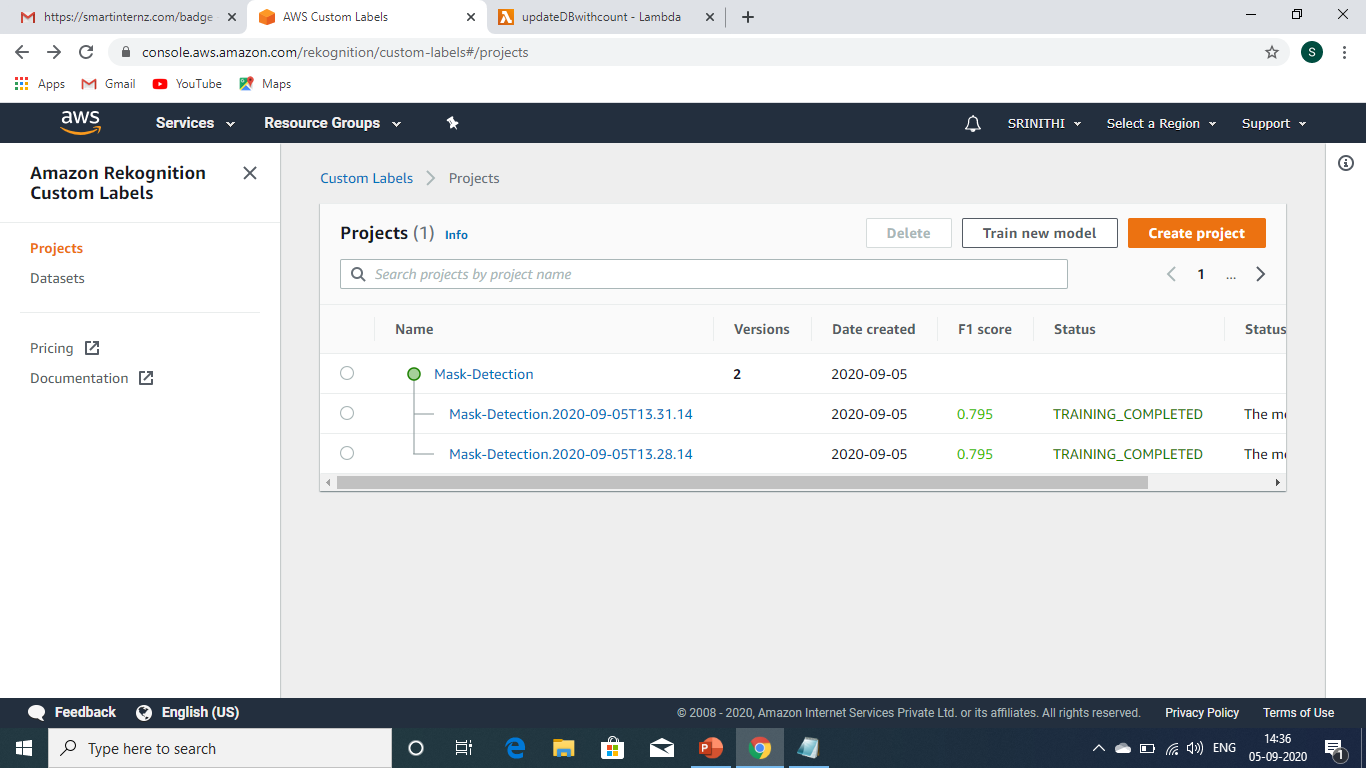 https://smartinternz.com/badge
AWS Custom Labels
updateDBwithcount - Lambda
console.aws.amazon.com/rekognition/custom-labels#/projects
S
Apps
Gmail
YouTube
Maps
aws
Services
Resource Groups
SRINITHI
Select a Region
Support
Amazon Rekognition
Custom Labels
Projects
Datasets
Pricing
Documentation
Custom Labels
Projects
Projects (1)
Info
Delete
Train new model
Create project
Search projects by project name
1
...
Name
Versions
Date created
F1 score
Status
Status
Mask-Detection
2
2020-09-05
Mask-Detection.2020-09-05T13.31.14
2020-09-05
0.795
TRAINING_COMPLETED
The m
Mask-Detection.2020-09-05T13.28.14
2020-09-05
0.795
TRAINING_COMPLETED
The m
Feedback
English (US)
© 2008 - 2020, Amazon Internet Services Private Ltd. or its affiliates. All rights reserved.
Privacy Policy
Terms of Use
Type here to search
ENG
14:36
05-09-2020
1